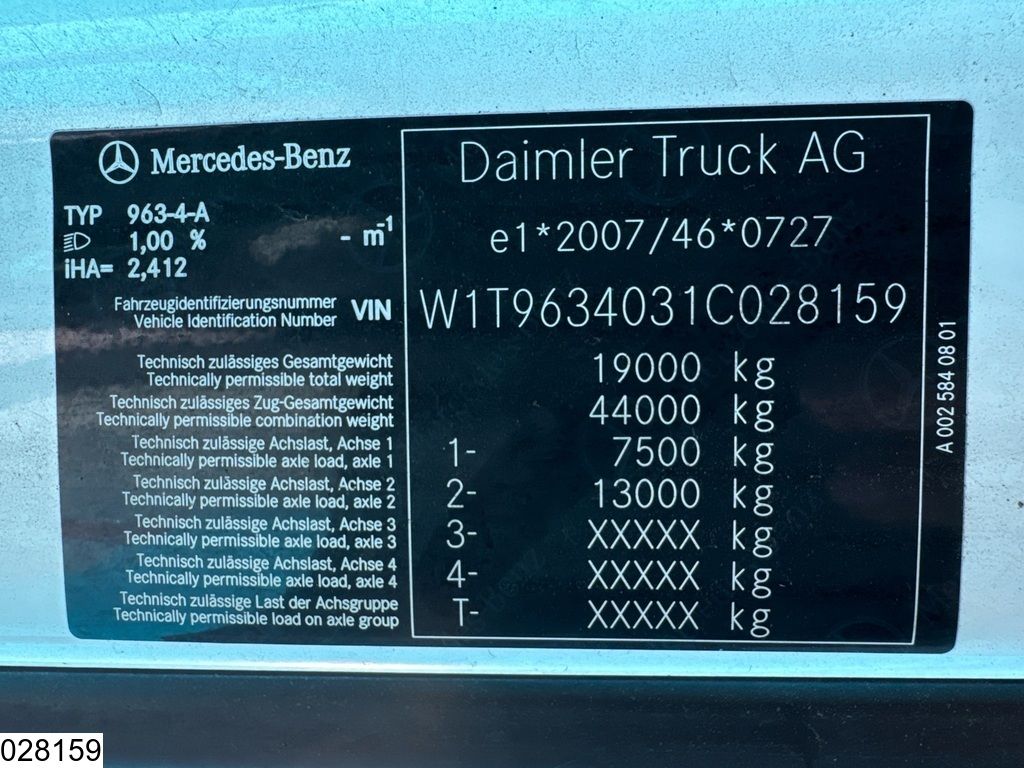 Mercedes-Benz
TYP 963-4-A
1,00 % - m-1
iHA= 2,412
Daimler Truck AG
e1*2007/46*0727
Fahrzeugidentifizierungsnummer
Vehicle Identification Number VIN W1T9634031C028159
Technisch zulässiges Gesamtgewicht
Technically permissible total weight 19000 kg
Technisch zulässiges Zug-Gesamtgewicht
Technically permissible combination weight 44000 kg
Technisch zulässige Achslast, Achse 1
Technically permissible axle load, axle 1 1- 7500 kg
Technisch zulässige Achslast, Achse 2
Technically permissible axle load, axle 2 2- 13000 kg
Technisch zulässige Achslast, Achse 3
Technically permissible axle load, axle 3 3- XXXXX kg
Technisch zulässige Achslast, Achse 4
Technically permissible axle load, axle 4 4- XXXXX kg
Technisch zulässige Last der Achsgruppe
Technically permissible load on axle group T- XXXXX kg
A 002 584 08 01
028159